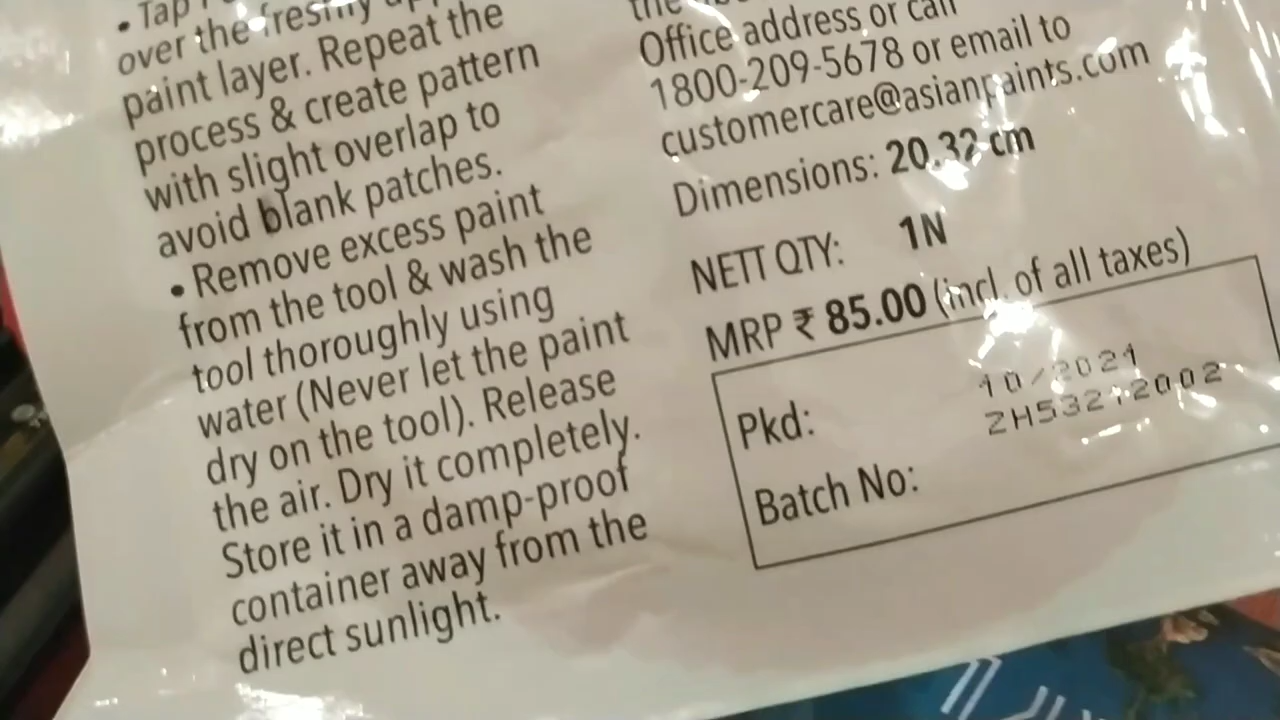 • Tap
over the freshly
paint layer. Repeat the
process & create pattern
with slight overlap to
avoid blank patches.
• Remove excess paint
from the tool & wash the
tool thoroughly using
water (Never let the paint
dry on the tool). Release
the air. Dry it completely.
Store it in a damp-proof
container away from the
direct sunlight.
the
Office address or call
1800-209-5678 or email to
customercare@asianpaints.com
Dimensions: 20.32 cm
NETT QTY: 1N
MRP ₹ 85.00 (incl. of all taxes)
Pkd: 10/2021
Batch No: